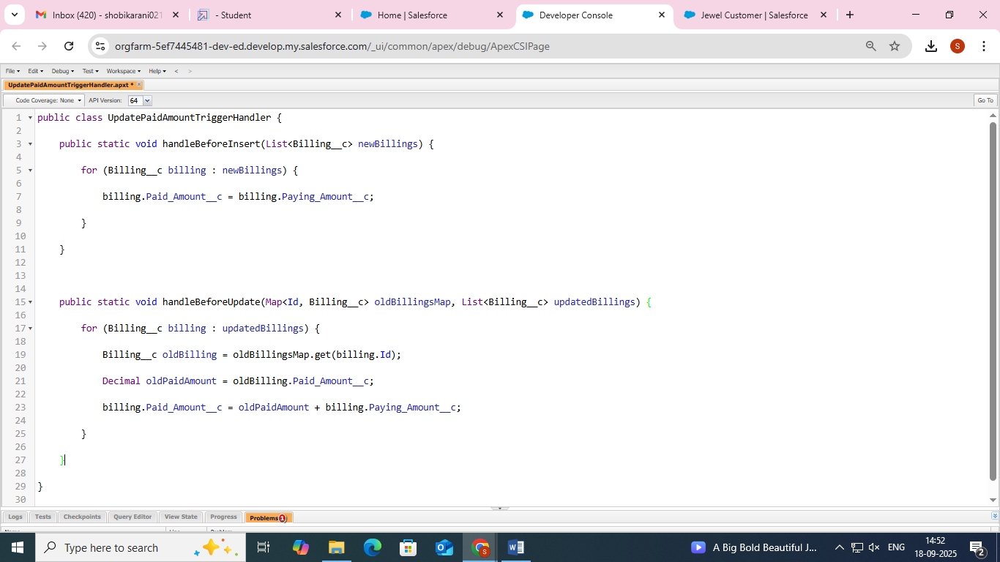 Inbox (420) - shobikarani021
- Student
Home | Salesforce
Developer Console
Jewel Customer | Salesforce
orgfarm-5ef7445481-dev-ed.develop.my.salesforce.com/_ui/common/apex/debug/ApexCSIPage
S
File Edit Debug Test Workspace Help < >
UpdatePaidAmountTriggerHandler.apxt *
Code Coverage: None API Version: 64 Go To
1 public class UpdatePaidAmountTriggerHandler {
2
3 public static void handleBeforeInsert(List<Billing__c> newBillings) {
4
5 for (Billing__c billing : newBillings) {
6
7 billing.Paid_Amount__c = billing.Paying_Amount__c;
8
9 }
10
11 }
12
13
14
15 public static void handleBeforeUpdate(Map<Id, Billing__c> oldBillingsMap, List<Billing__c> updatedBillings) {
16
17 for (Billing__c billing : updatedBillings) {
18
19 Billing__c oldBilling = oldBillingsMap.get(billing.Id);
20
21 Decimal oldPaidAmount = oldBilling.Paid_Amount__c;
22
23 billing.Paid_Amount__c = oldPaidAmount + billing.Paying_Amount__c;
24
25 }
26
27 }
28
29 }
30
Logs Tests Checkpoints Query Editor View State Progress Problems 1
Type here to search
A Big Bold Beautiful J...
ENG
14:52
18-09-2025
2